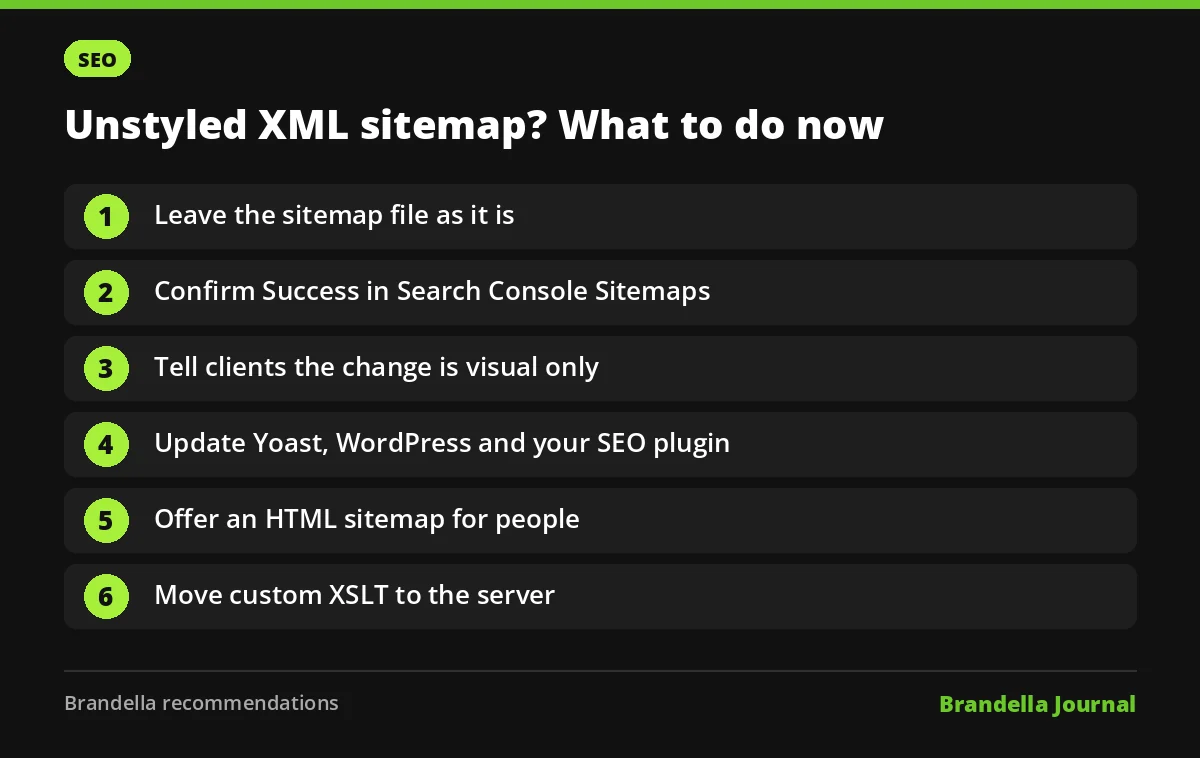 SEO
Unstyled XML sitemap? What to do now
1 Leave the sitemap file as it is
2 Confirm Success in Search Console Sitemaps
3 Tell clients the change is visual only
4 Update Yoast, WordPress and your SEO plugin
5 Offer an HTML sitemap for people
6 Move custom XSLT to the server
Brandella recommendations
Brandella Journal